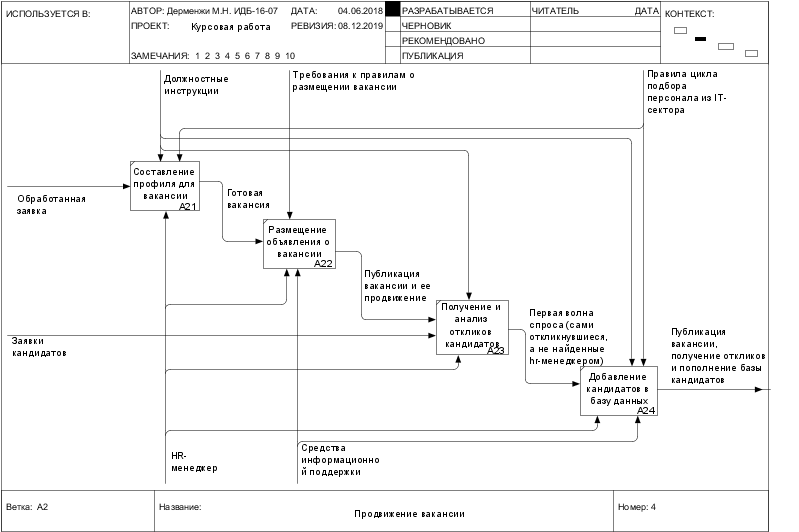 ИСПОЛЬЗУЕТСЯ В:
АВТОР: Дерменжи М.Н. ИДБ-16-07
ДАТА: 04.06.2018
ПРОЕКТ: Курсовая работа
РЕВИЗИЯ: 08.12.2019
ЗАМЕЧАНИЯ: 1 2 3 4 5 6 7 8 9 10
РАЗРАБАТЫВАЕТСЯ
ЧЕРНОВИК
РЕКОМЕНДОВАНО
ПУБЛИКАЦИЯ
ЧИТАТЕЛЬ
ДАТА
КОНТЕКСТ:
Должностные
инструкции
Требования к правилам о
размещении вакансии
Правила цикла
подбора
персонала из IT-
сектора
Составление
профиля для
вакансии
A21
Обработанная
заявка
Готовая
вакансия
Размещение
объявления о
вакансии
A22
Публикация
вакансии и ее
продвижение
Получение и
анализ
откликов
кандидатов
A23
Заявки
кандидатов
Первая волна
спроса (сами
откликнувшиеся,
а не найденные
hr-менеджером)
Публикация
вакансии,
получение откликов
и пополнение базы
кандидатов
Добавление
кандидатов в
базу данных
A24
HR-
менеджер
Средства
информационно
й поддержки
Ветка: A2
Название:
Продвижение вакансии
Номер: 4